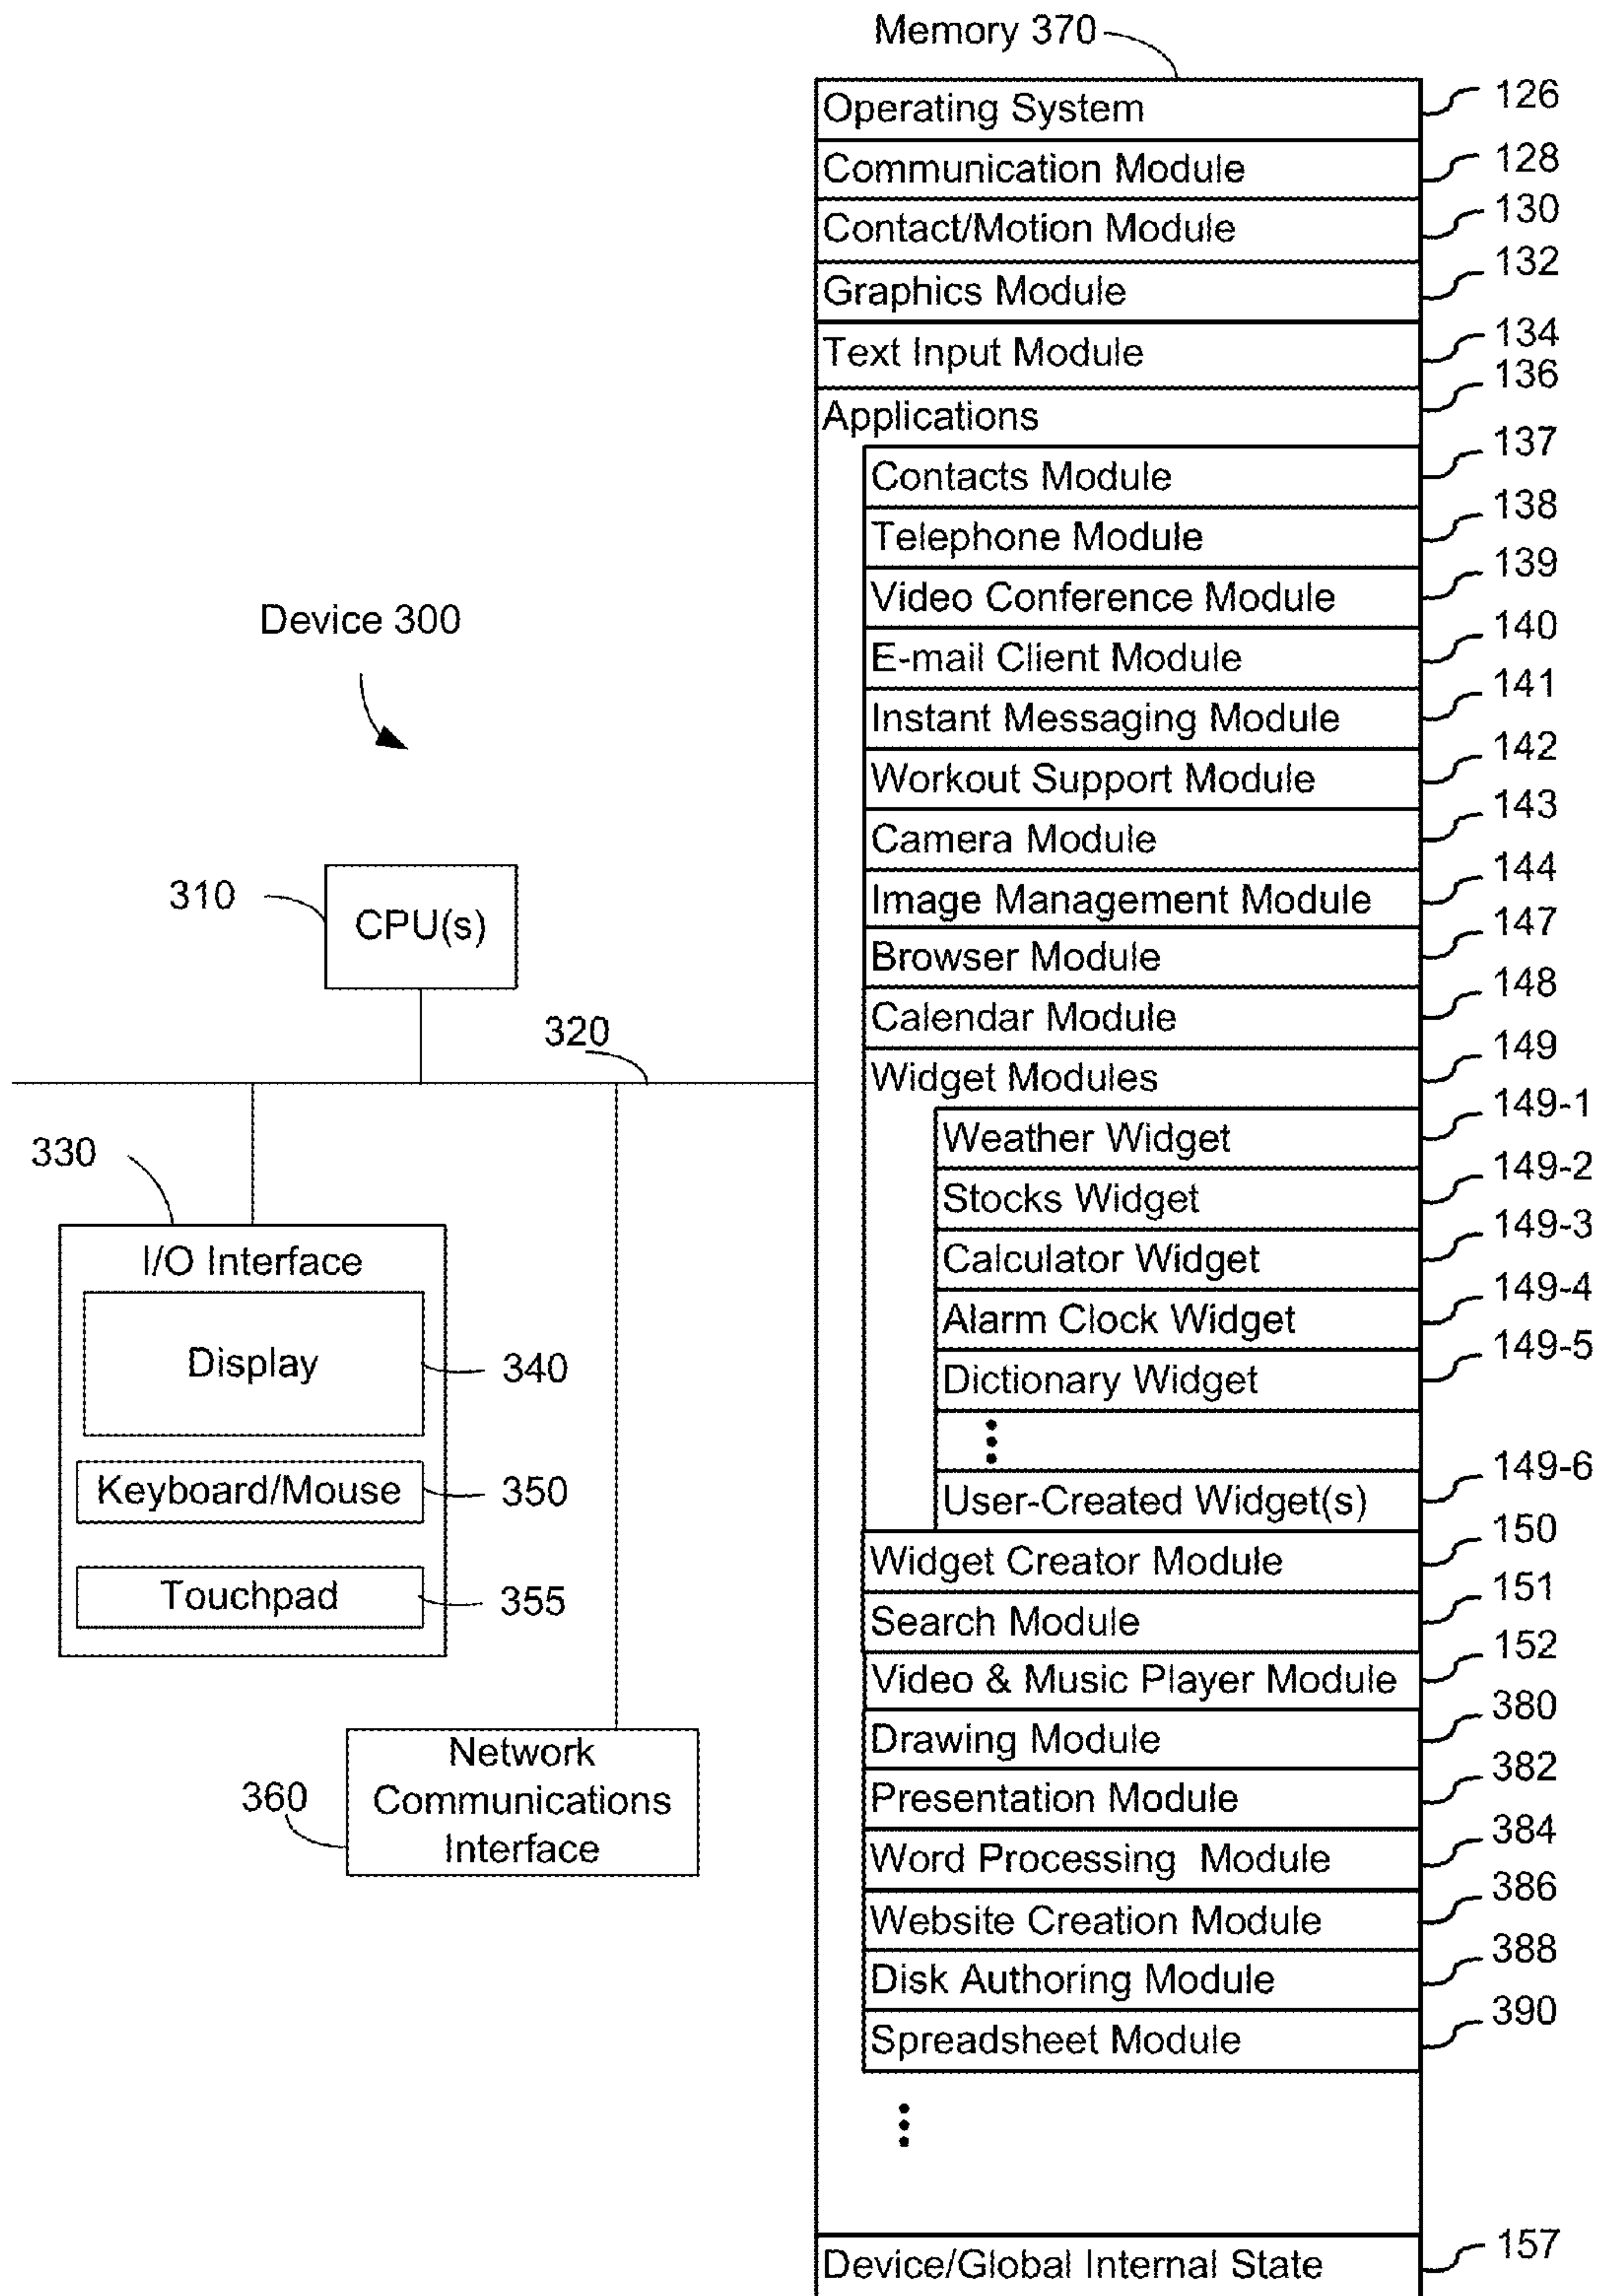 Memory 370
Operating System 126
Communication Module 128
Contact/Motion Module 130
Graphics Module 132
Text Input Module 134
Applications 136
Contacts Module 137
Telephone Module 138
Video Conference Module 139
E-mail Client Module 140
Instant Messaging Module 141
Workout Support Module 142
Camera Module 143
Image Management Module 144
Browser Module 147
Calendar Module 148
Widget Modules 149
Weather Widget 149-1
Stocks Widget 149-2
Calculator Widget 149-3
Alarm Clock Widget 149-4
Dictionary Widget 149-5
User-Created Widget(s) 149-6
Widget Creator Module 150
Search Module 151
Video & Music Player Module 152
Drawing Module 380
Presentation Module 382
Word Processing Module 384
Website Creation Module 386
Disk Authoring Module 388
Spreadsheet Module 390
Device/Global Internal State 157
Device 300
310 CPU(s)
320
330
I/O Interface
Display 340
Keyboard/Mouse 350
Touchpad 355
360
Network
Communications
Interface